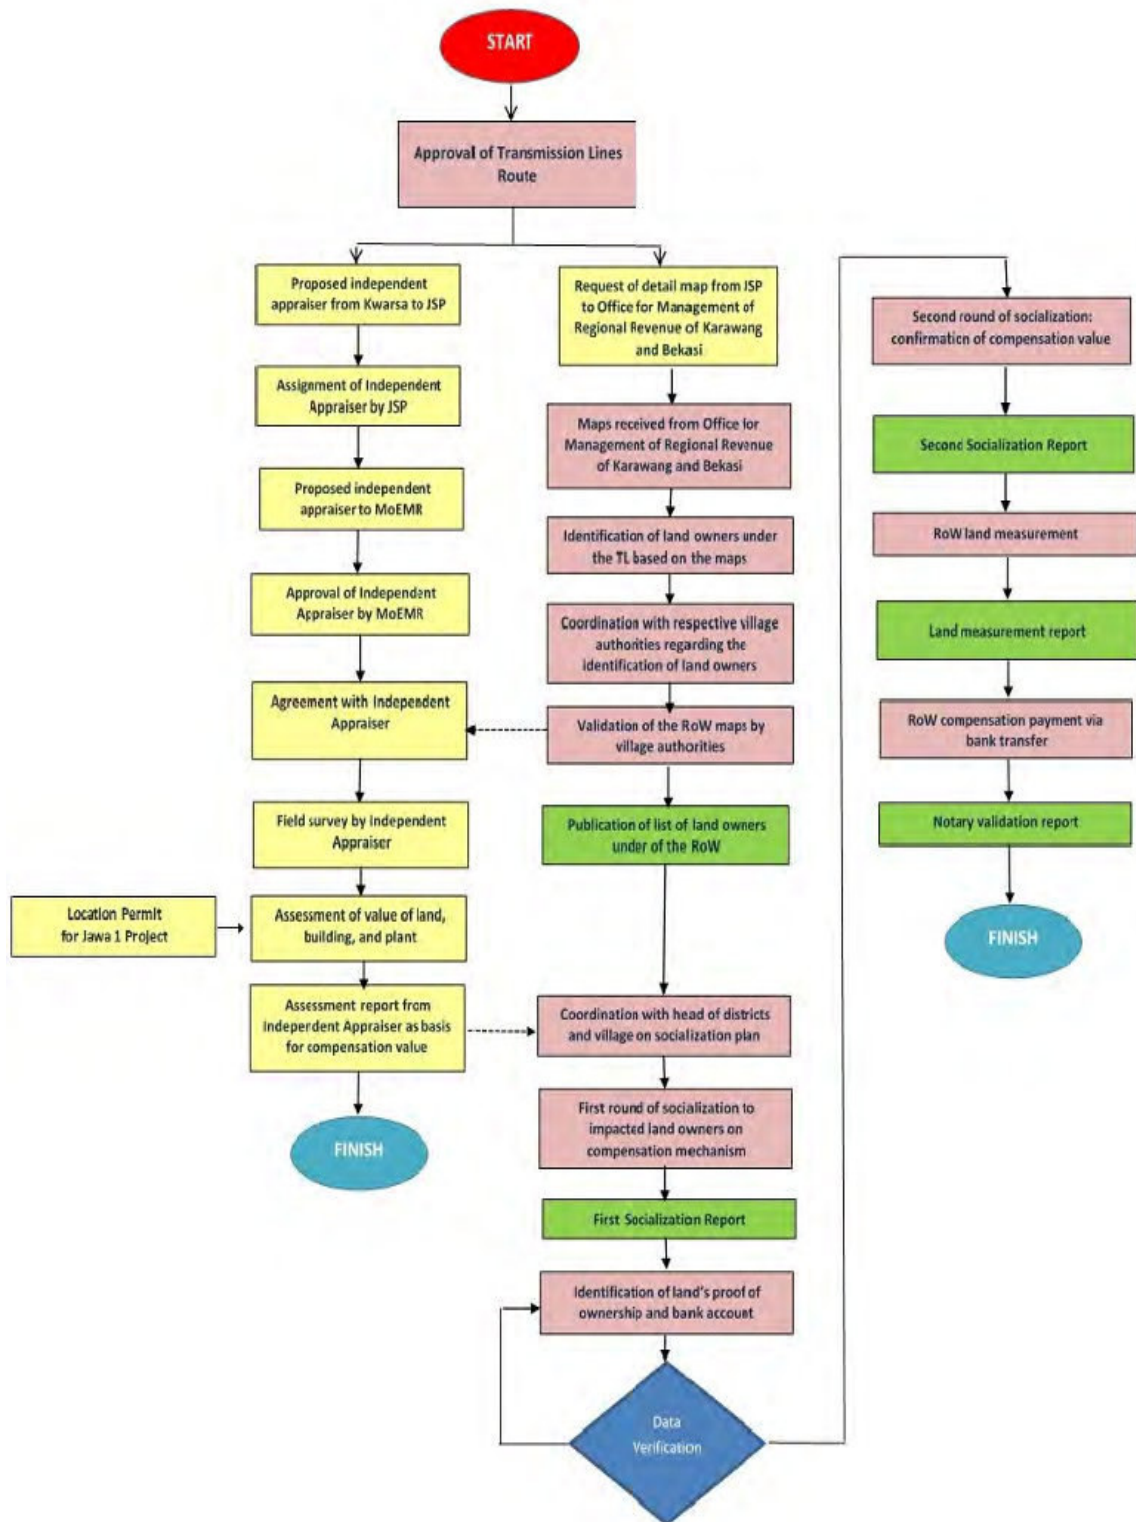 START
Approval of Transmission Lines
Route
Proposed independent
appraiser from Kwarsa to JSP
Assignment of Independent
Appraiser by JSP
Proposed independent
appraiser to MoEMR
Approval of Independent
Appraiser by MoEMR
Agreement with Independent
Appraiser
Field survey by Independent
Appraiser
Location Permit
for Jawa 1 Project
Assessment of value of land,
building, and plant
Assessment report from
Independent Appraiser as basis
for compensation value
FINISH
Request of detail map from JSP
to Office for Management of
Regional Revenue of Karawang
and Bekasi
Maps received from Office for
Management of Regional Revenue
of Karawang and Bekasi
Identification of land owners under
the TL based on the maps
Coordination with respective village
authorities regarding the
identification of land owners
Validation of the RoW maps by
village authorities
Publication of list of land owners
under of the RoW
Coordination with head of districts
and village on socialization plan
First round of socialization to
impacted land owners on
compensation mechanism
First Socialization Report
Identification of land's proof of
ownership and bank account
Data
Verification
Second round of socialization:
confirmation of compensation value
Second Socialization Report
RoW land measurement
Land measurement report
RoW compensation payment via
bank transfer
Notary validation report
FINISH